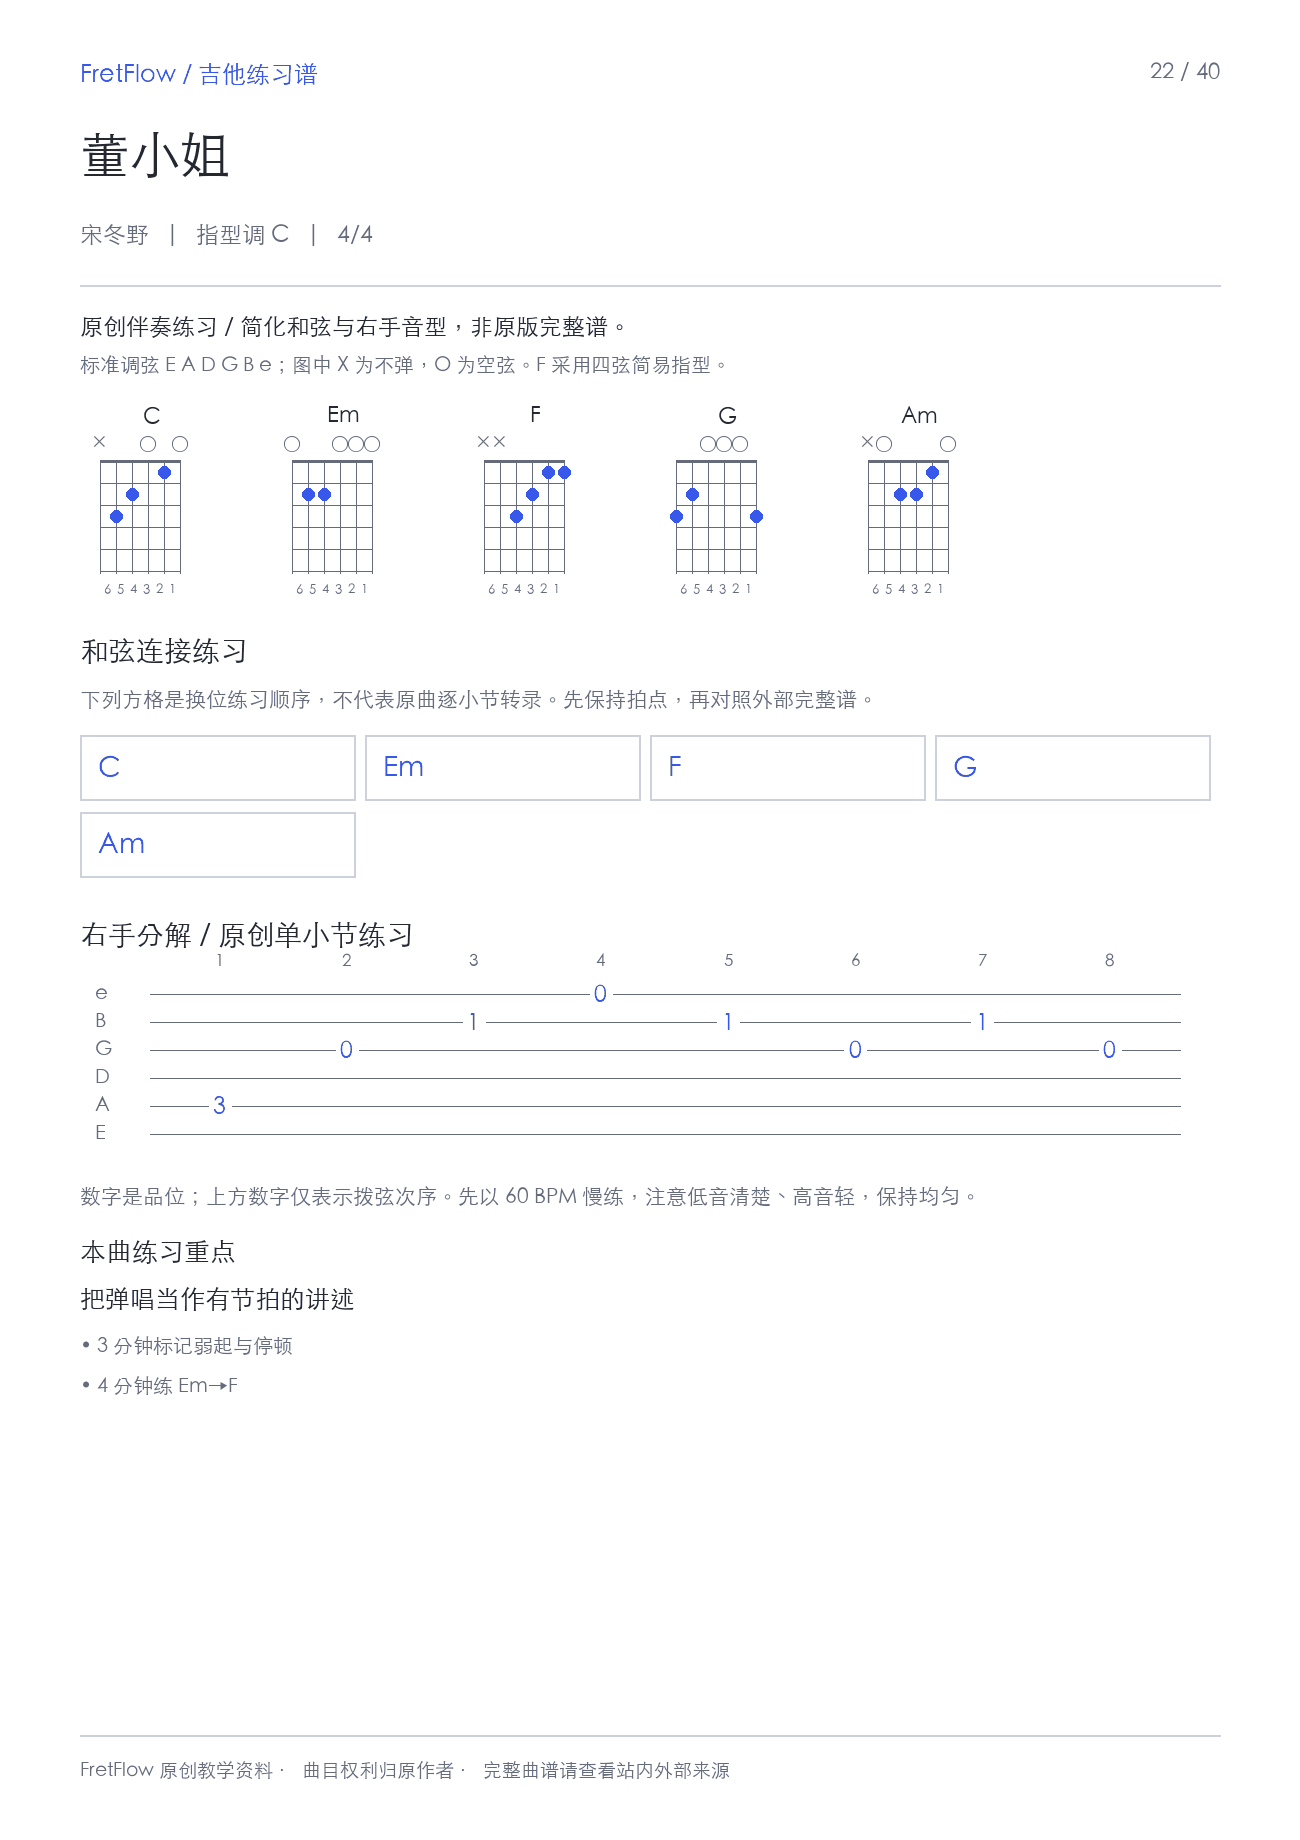 FretFlow / 吉他练习谱
22 / 40
董小姐
宋冬野 | 指型调 C | 4/4
原创伴奏练习 / 简化和弦与右手音型，非原版完整谱。
标准调弦 E A D G B e；图中 X 为不弹，O 为空弦。F 采用四弦简易指型。
C Em F G Am
6 5 4 3 2 1 6 5 4 3 2 1 6 5 4 3 2 1 6 5 4 3 2 1 6 5 4 3 2 1
和弦连接练习
下列方格是换位练习顺序，不代表原曲逐小节转录。先保持拍点，再对照外部完整谱。
C Em F G
Am
右手分解 / 原创单小节练习
1 2 3 4 5 6 7 8
e 0
B 1 1 1
G 0 0 0
D
A 3
E
数字是品位；上方数字仅表示拨弦次序。先以 60 BPM 慢练，注意低音清楚、高音轻，保持均匀。
本曲练习重点
把弹唱当作有节拍的讲述
• 3 分钟标记弱起与停顿
• 4 分钟练 Em→F
FretFlow 原创教学资料 · 曲目权利归原作者 · 完整曲谱请查看站内外部来源